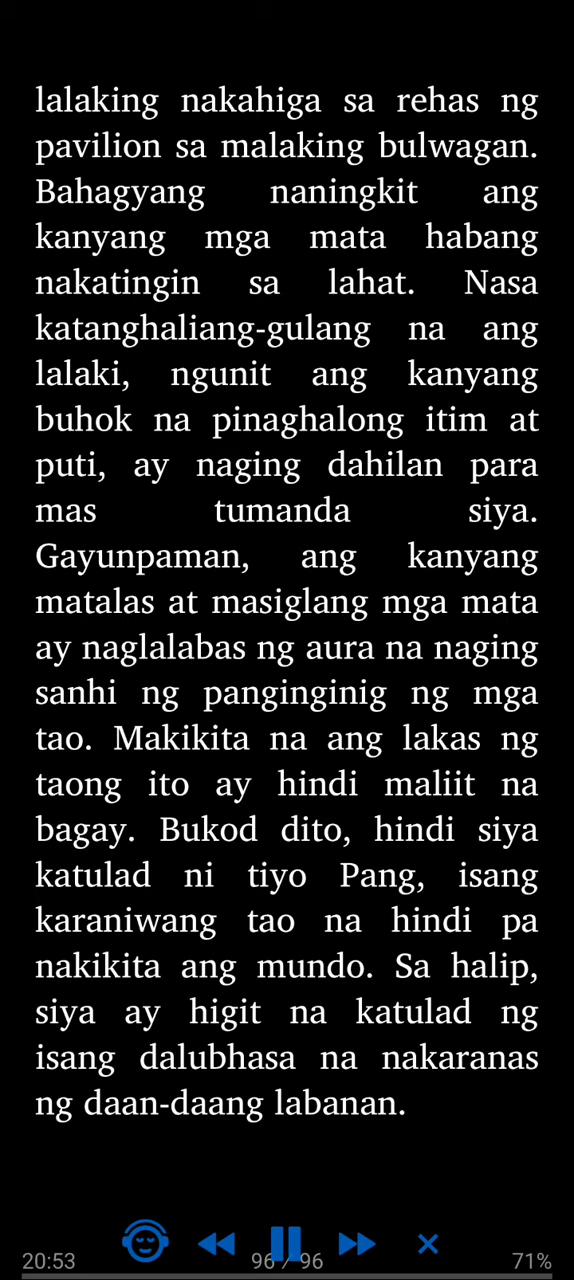 lalaking nakahiga sa rehas ng
pavilion sa malaking bulwagan.
Bahagyang naningkit ang
kanyang mga mata habang
nakatingin sa lahat. Nasa
katanghaliang-gulang na ang
lalaki, ngunit ang kanyang
buhok na pinaghalong itim at
puti, ay naging dahilan para
mas tumanda siya.
Gayunpaman, ang kanyang
matalas at masiglang mga mata
ay naglalabas ng aura na naging
sanhi ng panginginig ng mga
tao. Makikita na ang lakas ng
taong ito ay hindi maliit na
bagay. Bukod dito, hindi siya
katulad ni tiyo Pang, isang
karaniwang tao na hindi pa
nakikita ang mundo. Sa halip,
siya ay higit na katulad ng
isang dalubhasa na nakaranas
ng daan-daang labanan.
20:53 96 / 96 71%